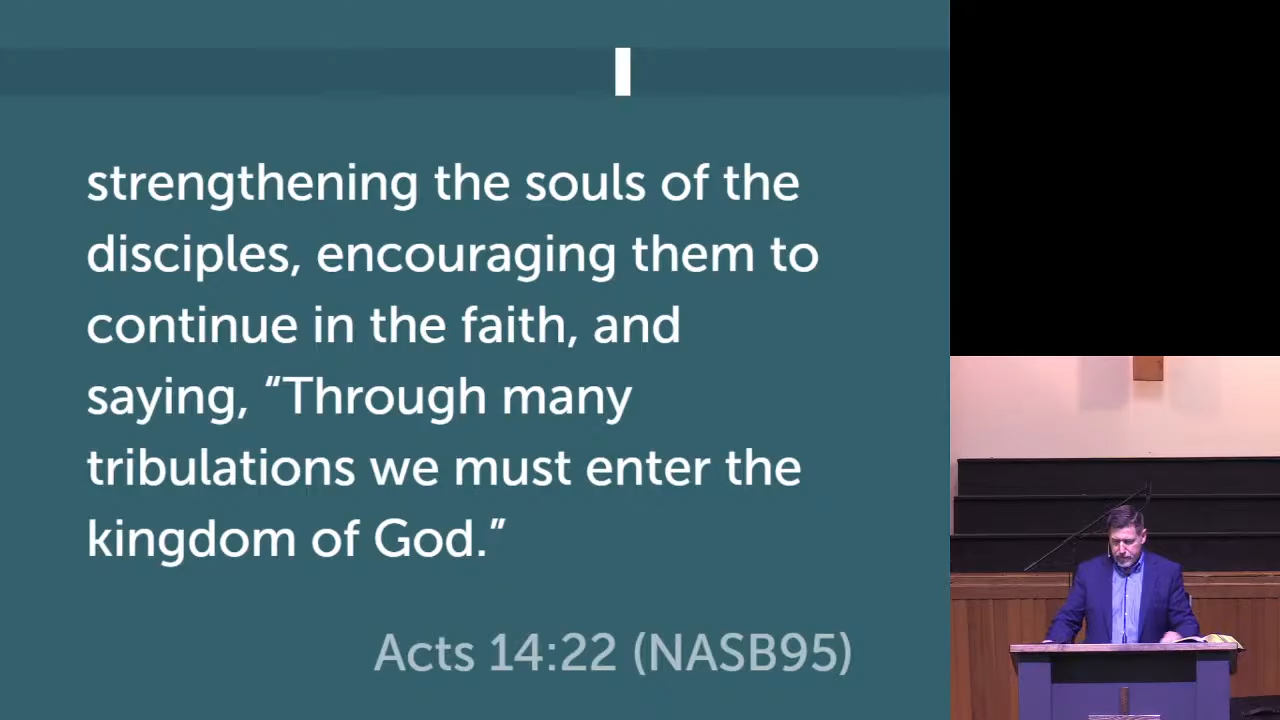 strengthening the souls of the
disciples, encouraging them to
continue in the faith, and
saying, “Through many
tribulations we must enter the
kingdom of God.”
Acts 14:22 (NASB95)